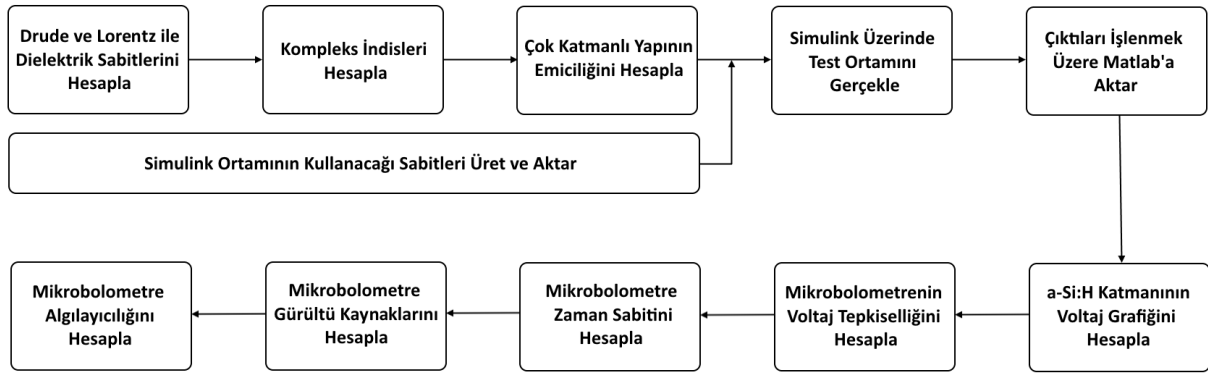 Drude ve Lorentz ile
Dielektrik Sabitlerini
Hesapla
Kompleks İndisleri
Hesapla
Çok Katmanlı Yapının
Emiciliğini Hesapla
Simulink Üzerinde
Test Ortamını
Gerçekle
Çıktıları İşlenmek
Üzere Matlab'a
Aktar
Simulink Ortamının Kullanacağı Sabitleri Üret ve Aktar
a-Si:H Katmanının
Voltaj Grafiğini
Hesapla
Mikrobolometrenin
Voltaj Tepkiselliğini
Hesapla
Mikrobolometre
Zaman Sabitini
Hesapla
Mikrobolometre
Gürültü Kaynaklarını
Hesapla
Mikrobolometre
Algılayıcılığını
Hesapla